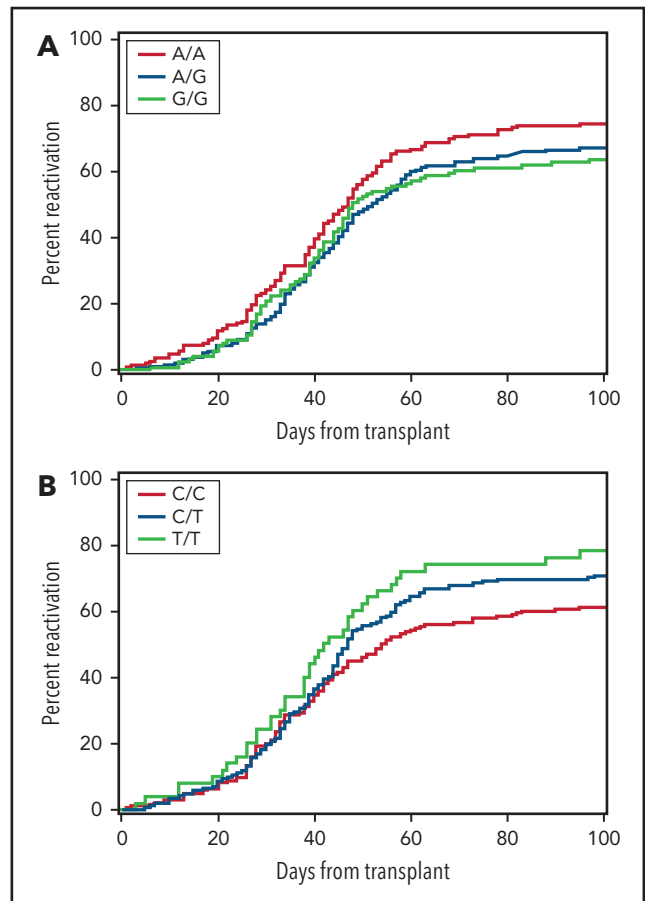 A
A/A
A/G
G/G
100
80
60
40
20
0
Percent reactivation
0 20 40 60 80 100
Days from transplant
B
C/C
C/T
T/T
100
80
60
40
20
0
Percent reactivation
0 20 40 60 80 100
Days from transplant